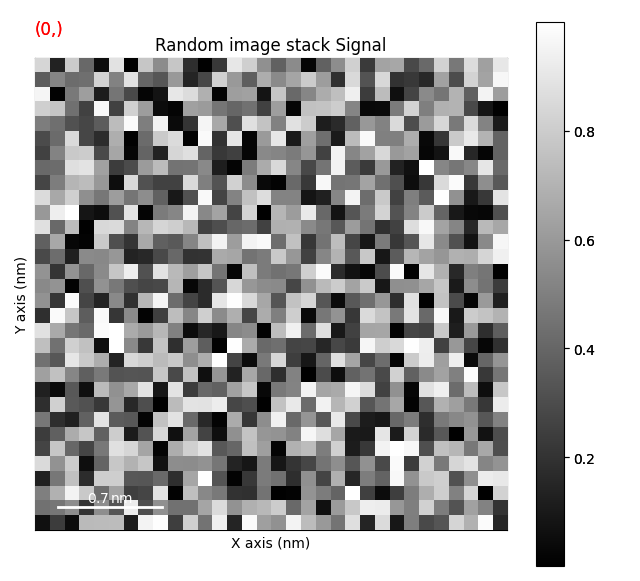 (0,)
Random image stack Signal
0.8
0.6
0.4
0.2
Y axis (nm)
0.7 nm
X axis (nm)